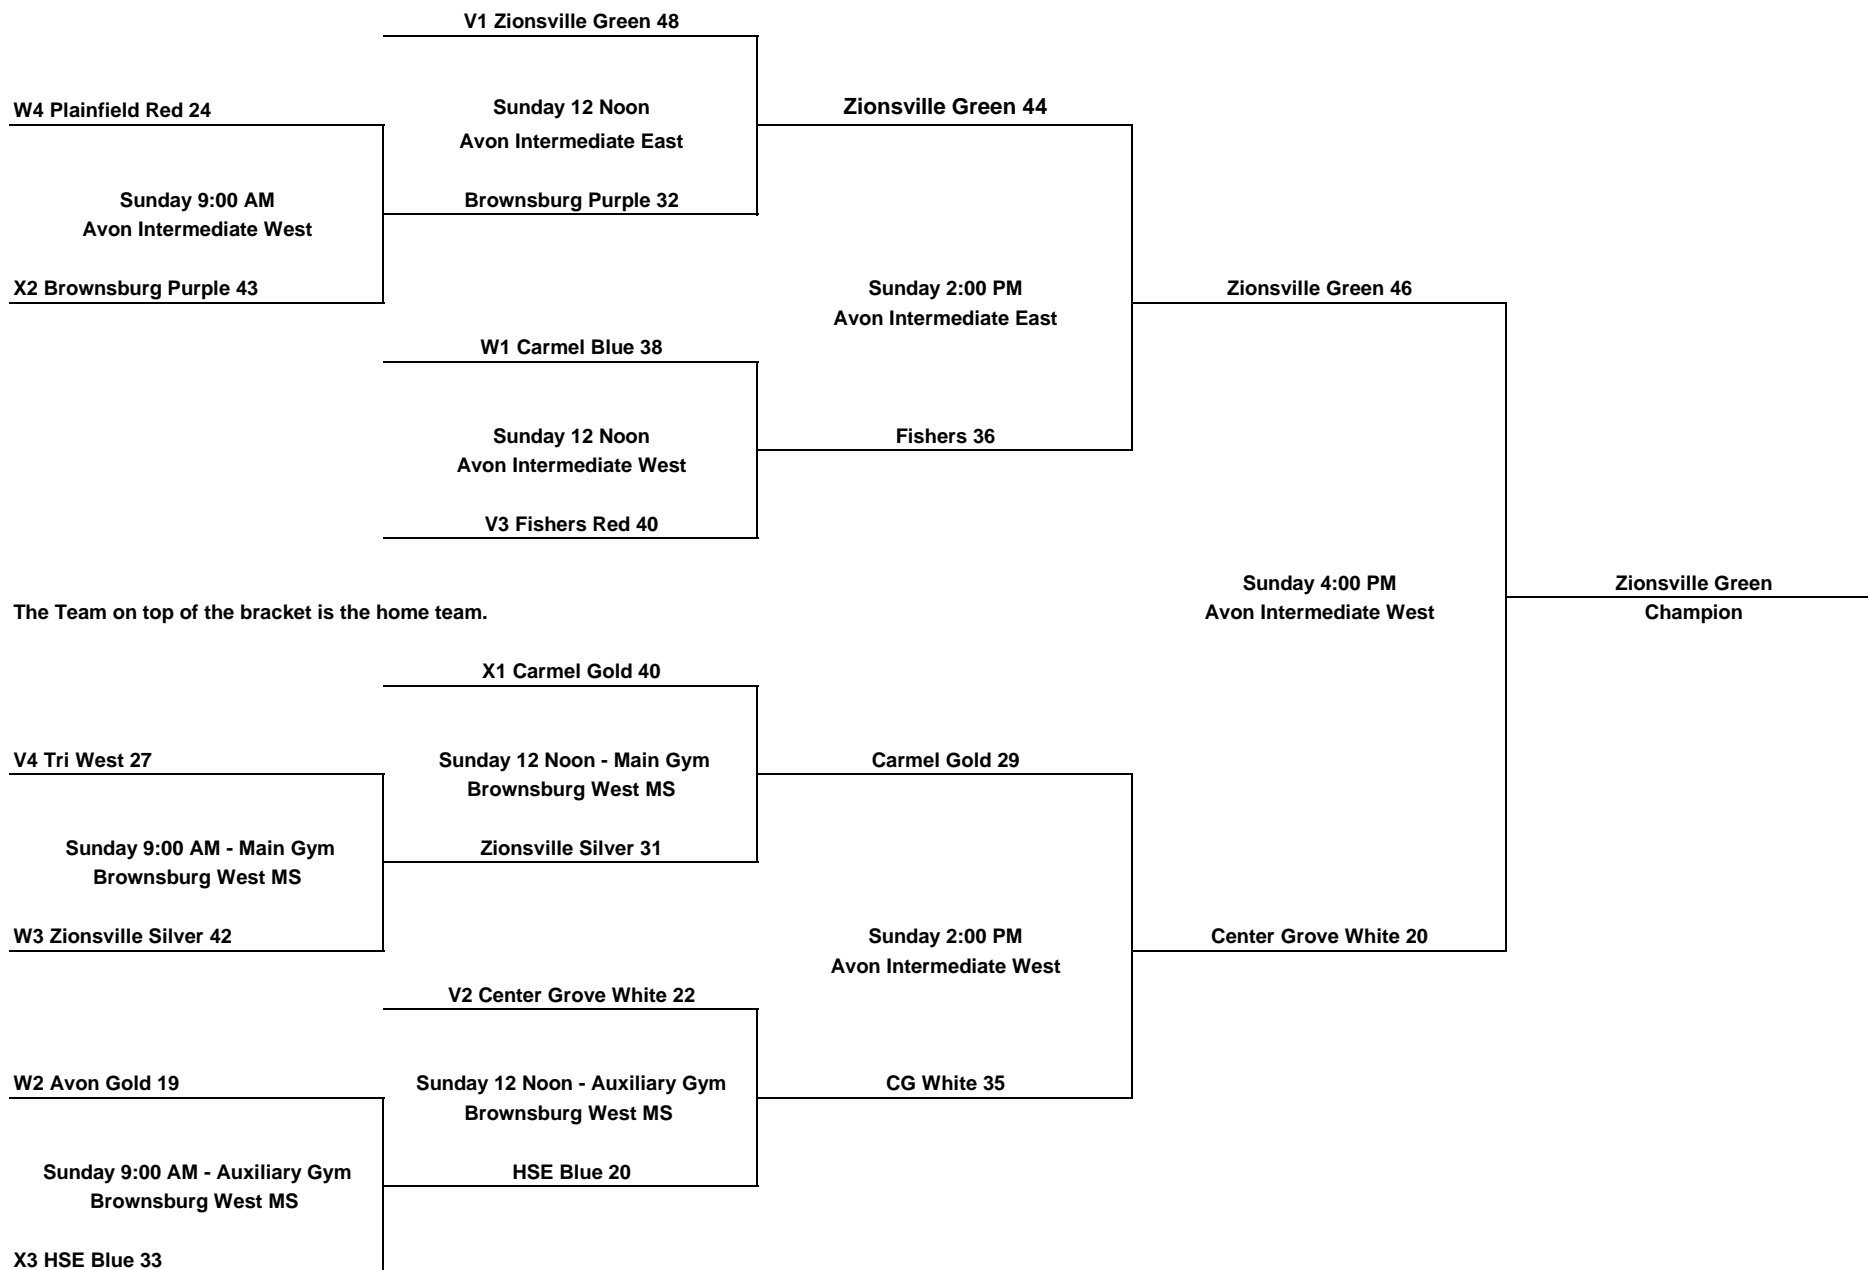 V1 Zionsville Green 48
W4 Plainfield Red 24
Sunday 12 Noon
Avon Intermediate East
Zionsville Green 44
Sunday 9:00 AM
Avon Intermediate West
Brownsburg Purple 32
X2 Brownsburg Purple 43
Sunday 2:00 PM
Avon Intermediate East
Zionsville Green 46
W1 Carmel Blue 38
Sunday 12 Noon
Avon Intermediate West
Fishers 36
V3 Fishers Red 40
Sunday 4:00 PM
Avon Intermediate West
Zionsville Green
Champion
The Team on top of the bracket is the home team.
X1 Carmel Gold 40
V4 Tri West 27
Sunday 12 Noon - Main Gym
Brownsburg West MS
Carmel Gold 29
Sunday 9:00 AM - Main Gym
Brownsburg West MS
Zionsville Silver 31
W3 Zionsville Silver 42
Sunday 2:00 PM
Avon Intermediate West
Center Grove White 20
V2 Center Grove White 22
W2 Avon Gold 19
Sunday 12 Noon - Auxiliary Gym
Brownsburg West MS
CG White 35
Sunday 9:00 AM - Auxiliary Gym
Brownsburg West MS
HSE Blue 20
X3 HSE Blue 33